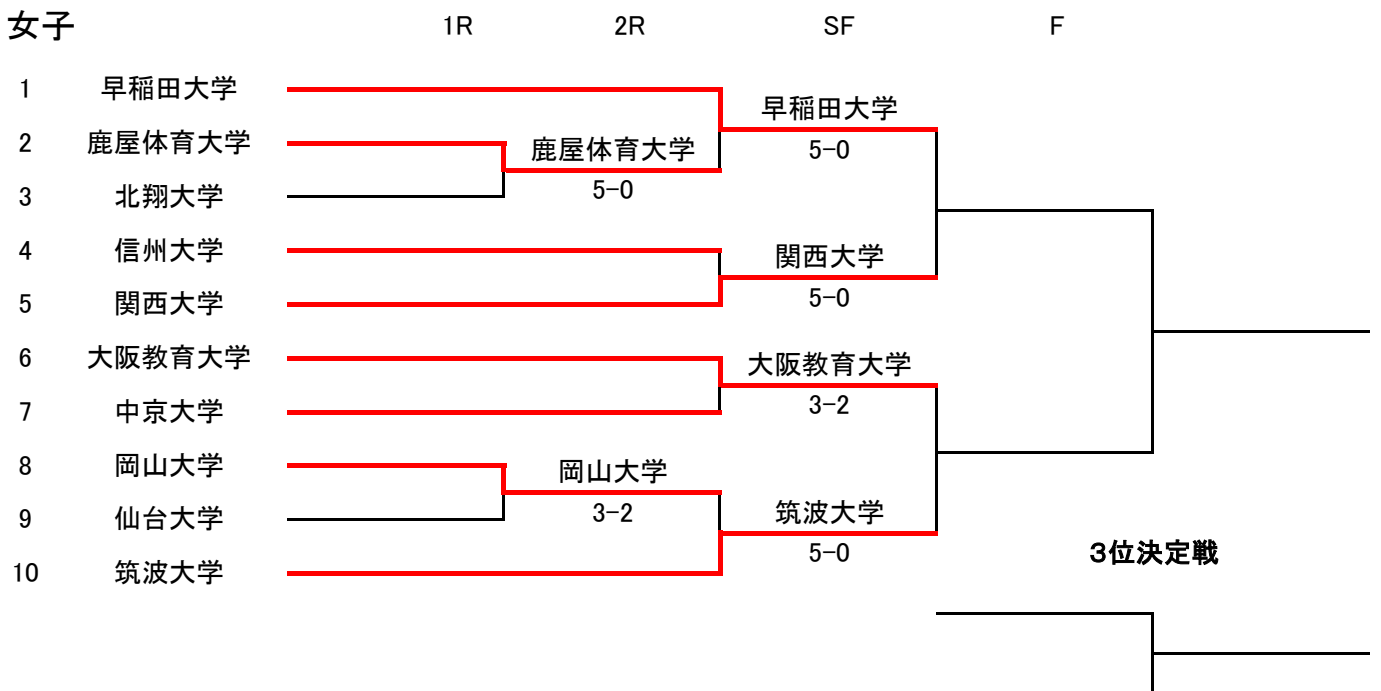 女子 1R 2R SF F
1 早稲田大学
早稲田大学
2 鹿屋体育大学
鹿屋体育大学
5-0
5-0
3 北翔大学
4 信州大学
関西大学
5 関西大学
5-0
6 大阪教育大学
大阪教育大学
7 中京大学
3-2
8 岡山大学
岡山大学
9 仙台大学
3-2
筑波大学
5-0
3位決定戦
10 筑波大学